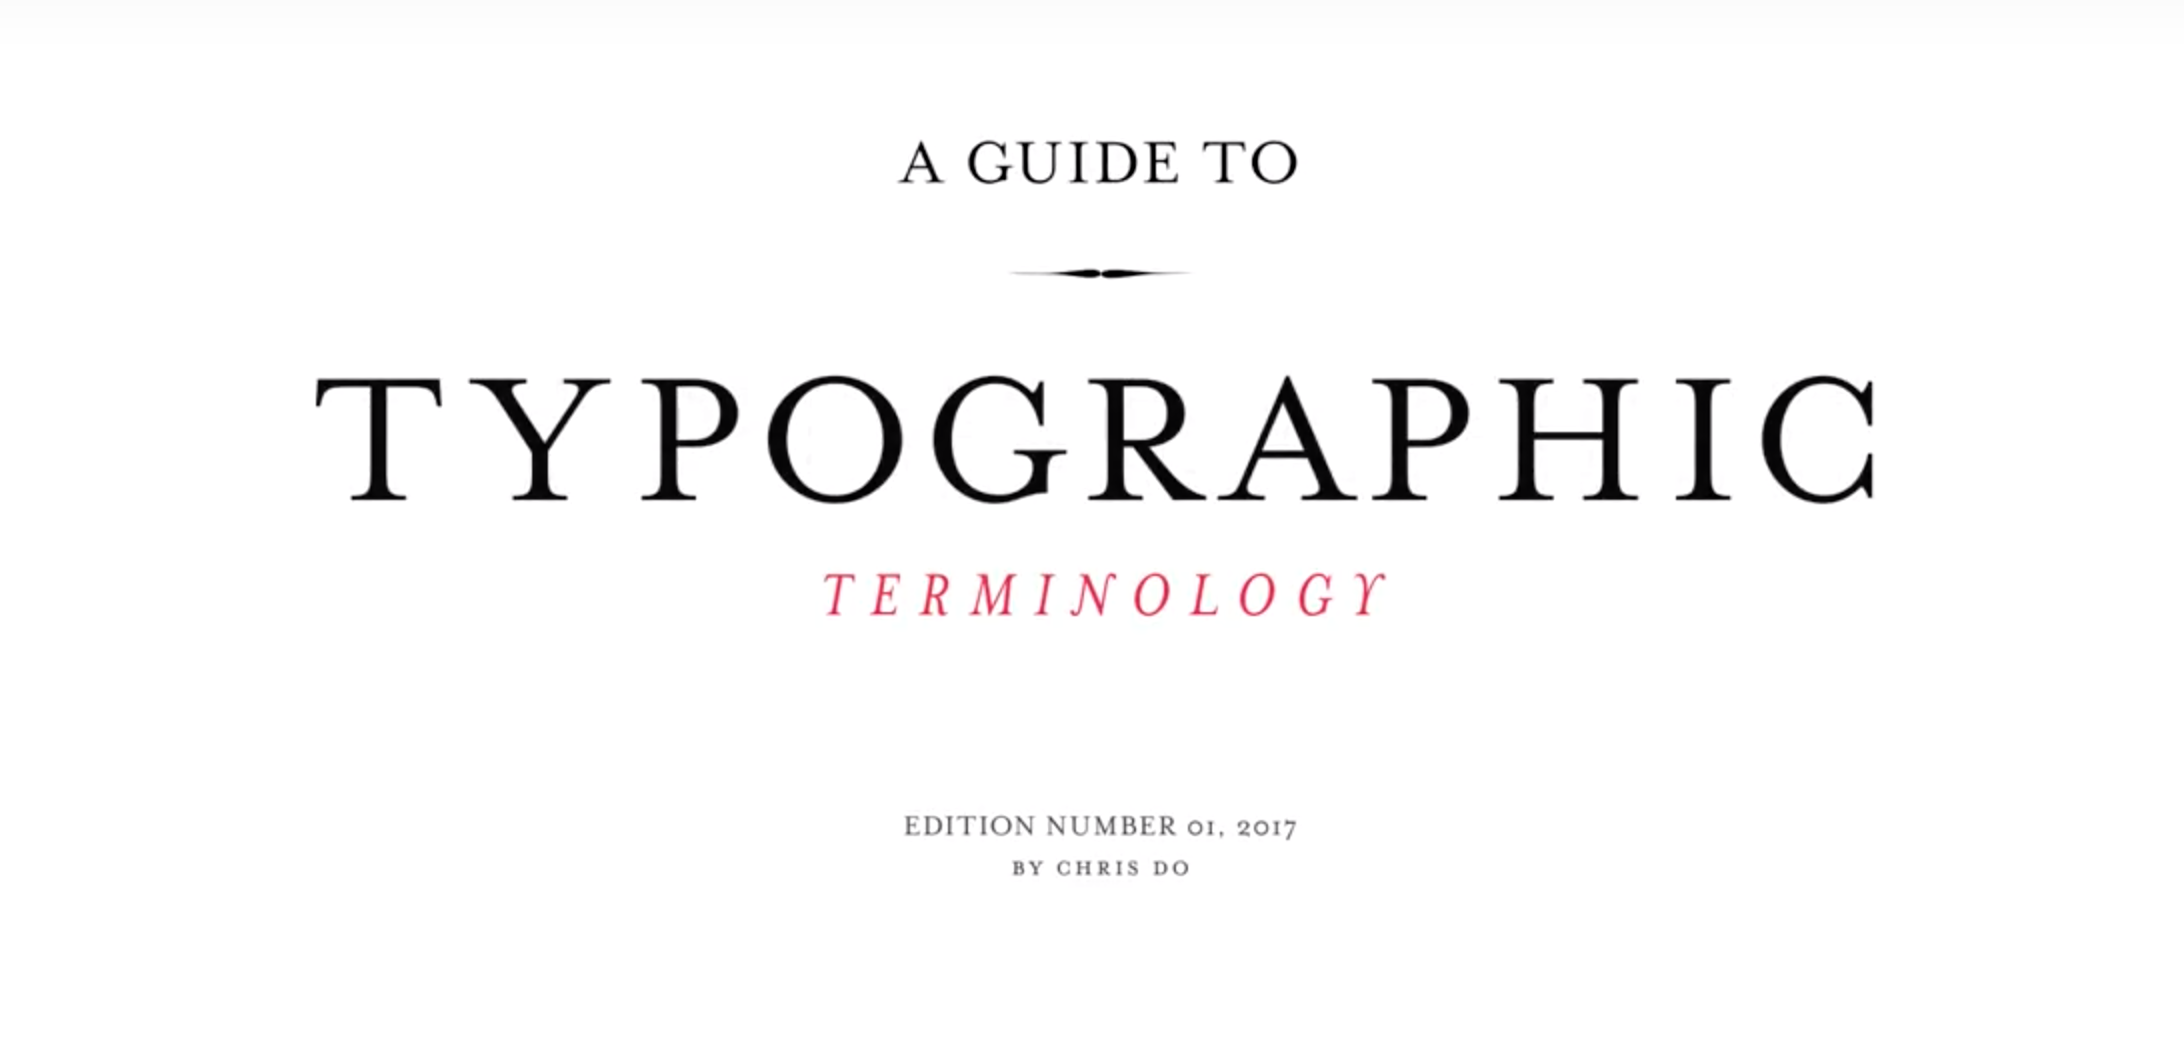 A GUIDE TO
TYPOGRAPHIC
TERMINOLOGY
EDITION NUMBER 01, 2017
BY CHRIS DO